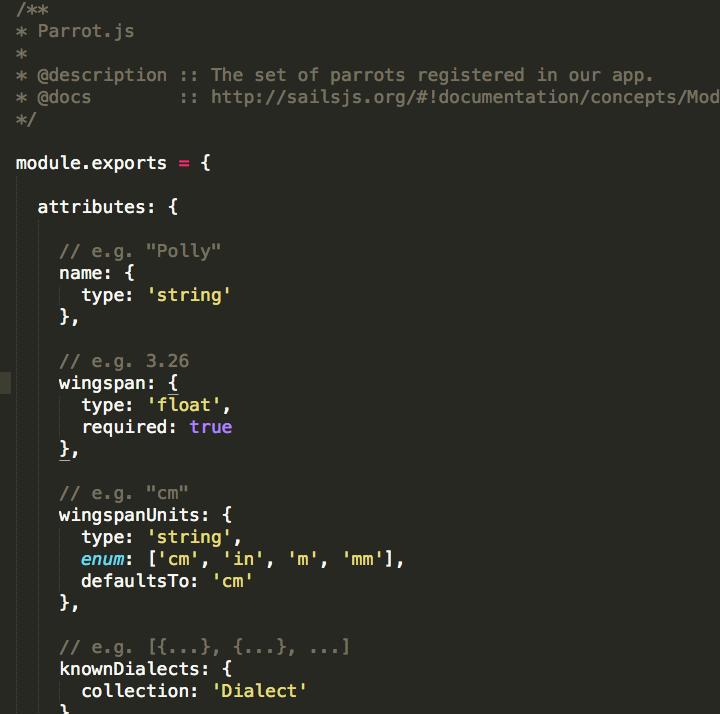 /**
* Parrot.js
*
* @description :: The set of parrots registered in our app.
* @docs        :: http://sailsjs.org/#!documentation/concepts/Mod
*/

module.exports = {

  attributes: {

    // e.g. "Polly"
    name: {
      type: 'string'
    },

    // e.g. 3.26
    wingspan: {
      type: 'float',
      required: true
    },

    // e.g. "cm"
    wingspanUnits: {
      type: 'string',
      enum: ['cm', 'in', 'm', 'mm'],
      defaultsTo: 'cm'
    },

    // e.g. [{...}, {...}, ...]
    knownDialects: {
      collection: 'Dialect'
    }